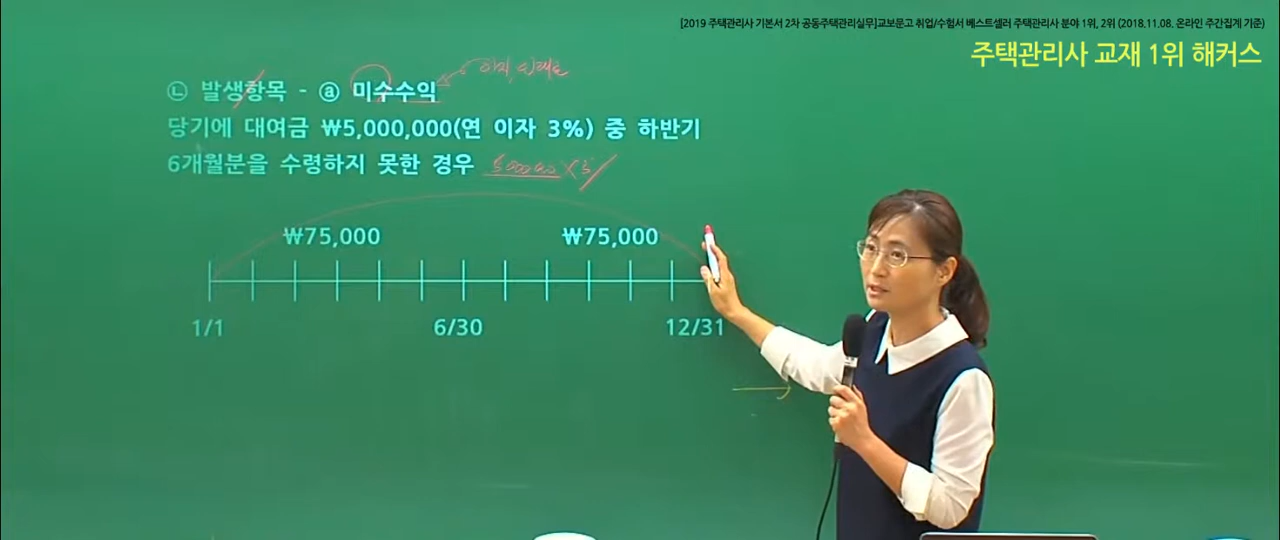 [2019 주택관리사 기본서 2차 공동주택관리실무]교보문고 취업/수험서 베스트셀러 주택관리사 분야 1위, 2위 (2018.11.08. 온라인 주간집계 기준)
주택관리사 교재 1위 해커스
㉡ 발생항목 - ⓐ 미수수익
당기에 대여금 ₩5,000,000(연 이자 3%) 중 하반기
6개월분을 수령하지 못한 경우
₩75,000 ₩75,000
1/1 6/30 12/31